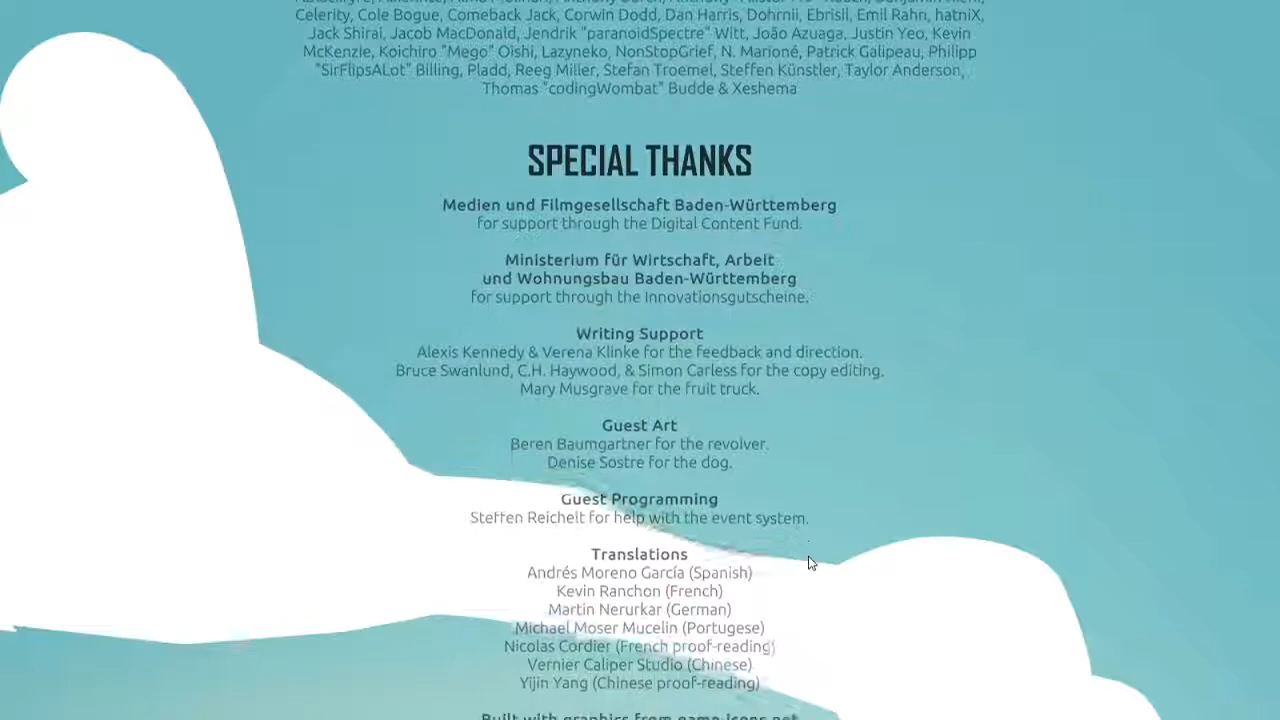 Celerity, Cole Bogue, Comeback Jack, Corwin Dodd, Dan Harris, Dohrnii, Ebrisil, Emil Rahn, hatniX,
Jack Shirai, Jacob MacDonald, Jendrik "paranoidSpectre" Witt, João Azuaga, Justin Yeo, Kevin
McKenzie, Koichiro "Mego" Oishi, Lazyneko, NonStopGrief, N. Marioné, Patrick Galipeau, Philipp
"SirFlipsALot" Billing, Pladd, Reeg Miller, Stefan Troemel, Steffen Künstler, Taylor Anderson,
Thomas "codingWombat" Budde & Xeshema
SPECIAL THANKS
Medien und Filmgesellschaft Baden-Württemberg
for support through the Digital Content Fund.
Ministerium für Wirtschaft, Arbeit
und Wohnungsbau Baden-Württemberg
for support through the Innovationsgutscheine.
Writing Support
Alexis Kennedy & Verena Klinke for the feedback and direction.
Bruce Swanlund, C.H. Haywood, & Simon Carless for the copy editing.
Mary Musgrave for the fruit truck.
Guest Art
Beren Baumgartner for the revolver.
Denise Sostre for the dog.
Guest Programming
Steffen Reichelt for help with the event system.
Translations
Andrés Moreno García (Spanish)
Kevin Ranchon (French)
Martin Nerurkar (German)
Michael Moser Mucelin (Portugese)
Nicolas Cordier (French proof-reading)
Vernier Caliper Studio (Chinese)
Yijin Yang (Chinese proof-reading)
Built with graphics from game-icons.net